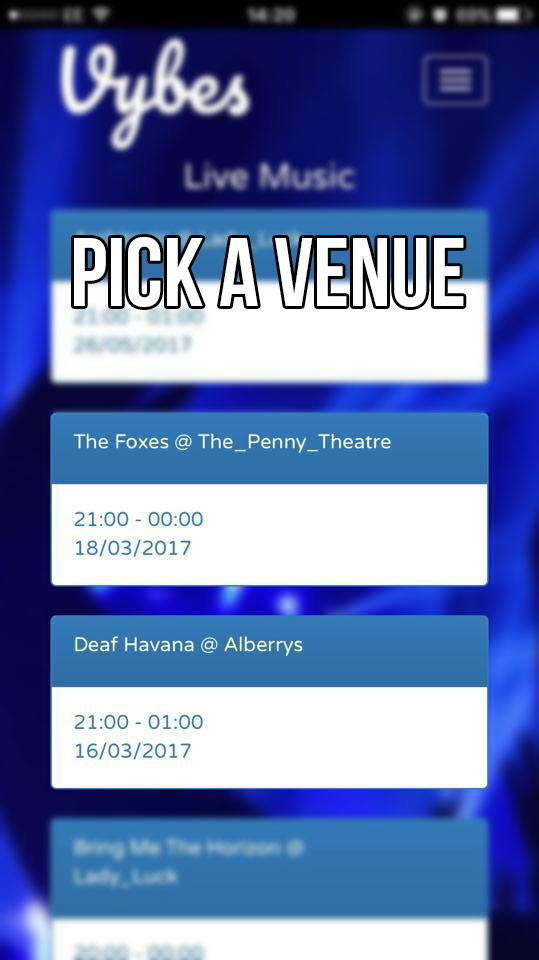 EE 14:20 69%
Vybes
Live Music
PICK A VENUE
21:00 - 01:00
26/05/2017
The Foxes @ The_Penny_Theatre
21:00 - 00:00
18/03/2017
Deaf Havana @ Alberrys
21:00 - 01:00
16/03/2017
Bring Me The Horizon @
Lady_Luck
20:00 - 00:00